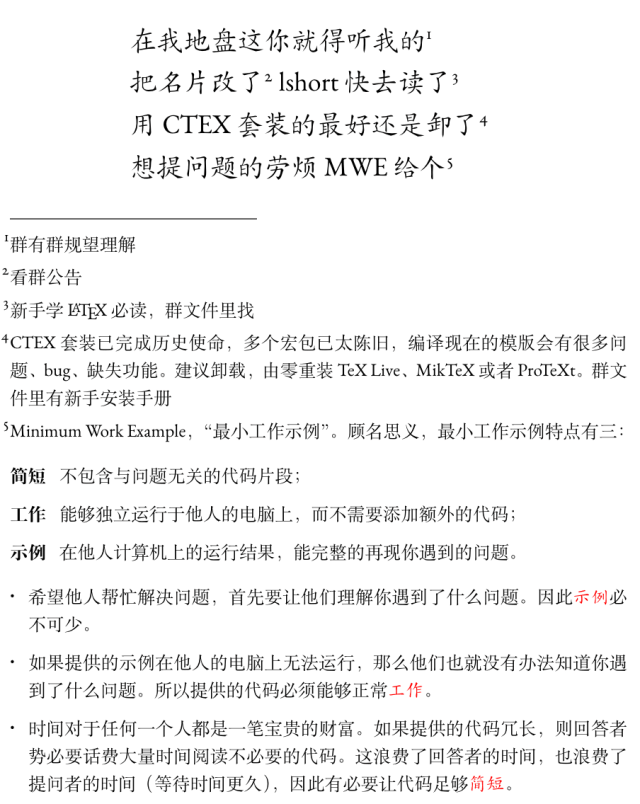 在我地盘这你就得听我的¹
把名片改了² lshort 快去读了³
用 CTEX 套装的最好还是卸了⁴
想提问题的劳烦 MWE 给个⁵
¹群有群规望理解
²看群公告
³新手学 LATEX 必读，群文件里找
⁴CTEX 套装已完成历史使命，多个宏包已太陈旧，编译现在的模版会有很多问
题、bug、缺失功能。建议卸载，由零重装 TeX Live、MikTeX 或者 ProTeXt。群文
件里有新手安装手册
⁵Minimum Work Example，“最小工作示例”。顾名思义，最小工作示例特点有三：
简短 不包含与问题无关的代码片段；
工作 能够独立运行于他人的电脑上，而不需要添加额外的代码；
示例 在他人计算机上的运行结果，能完整的再现你遇到的问题。
• 希望他人帮忙解决问题，首先要让他们理解你遇到了什么问题。因此示例必
不可少。
• 如果提供的示例在他人的电脑上无法运行，那么他们也就没有办法知道你遇
到了什么问题。所以提供的代码必须能够正常工作。
• 时间对于任何一个人都是一笔宝贵的财富。如果提供的代码冗长，则回答者
势必要话费大量时间阅读不必要的代码。这浪费了回答者的时间，也浪费了
提问者的时间（等待时间更久），因此有必要让代码足够简短。